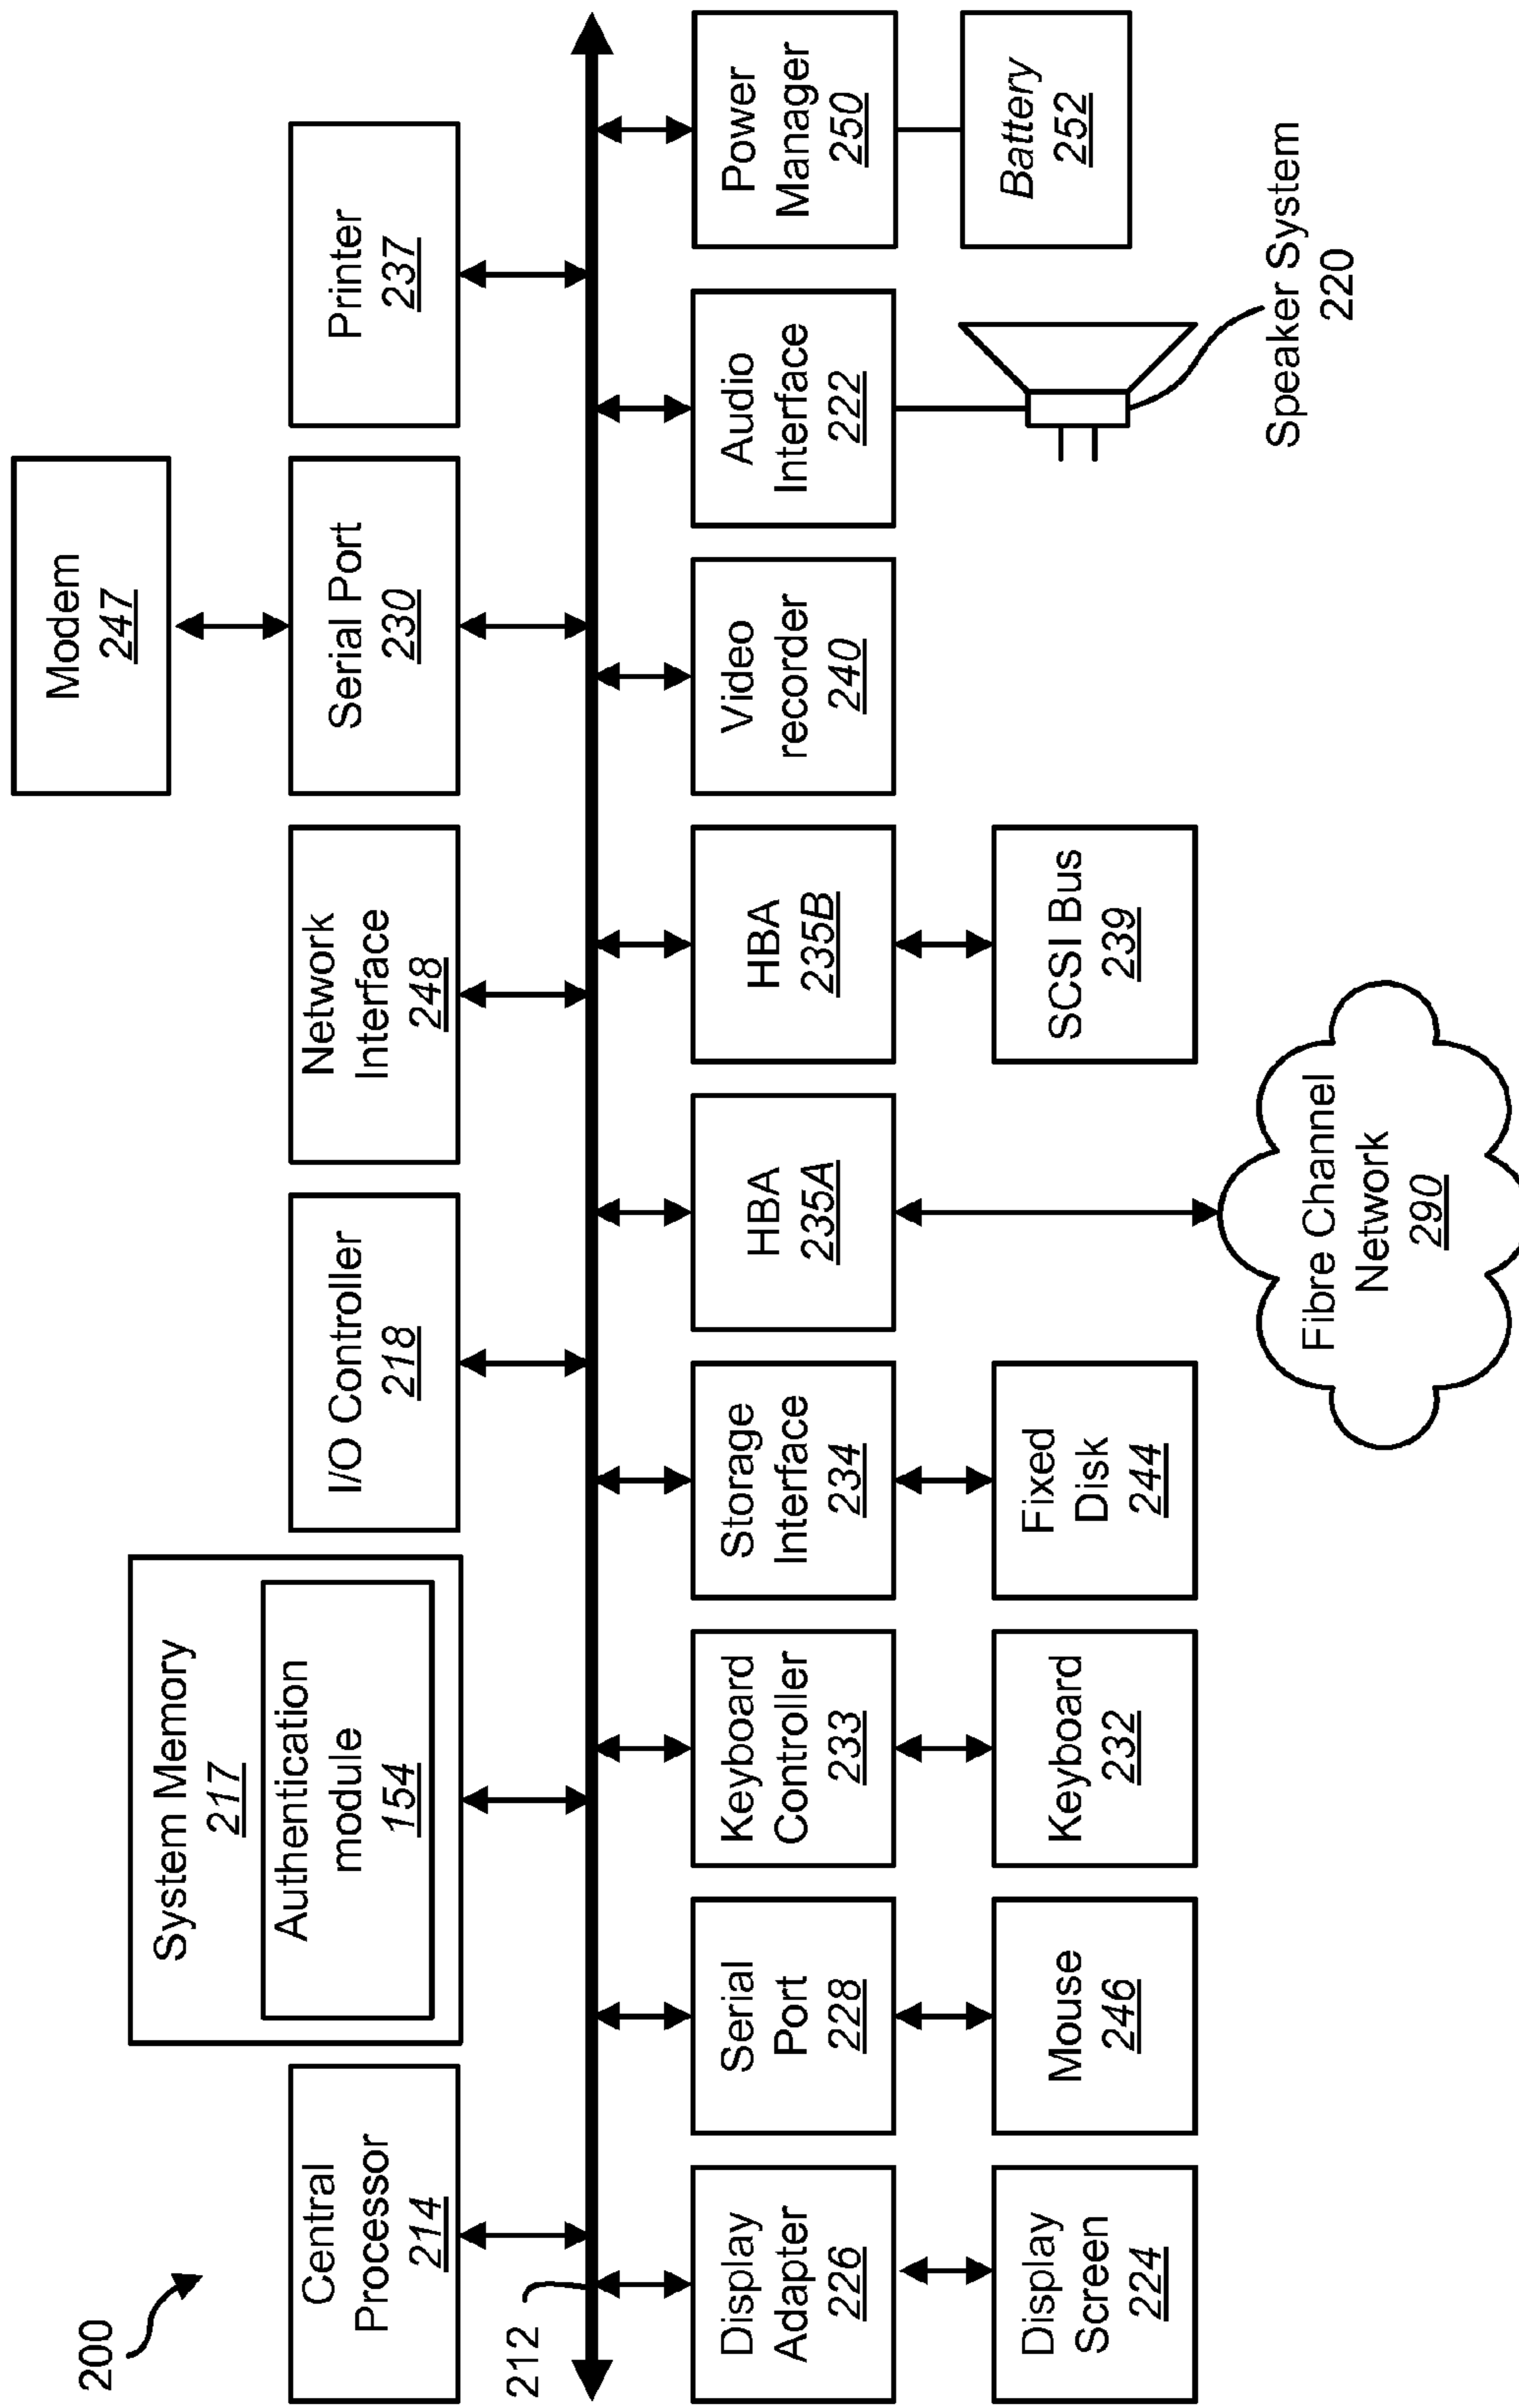 200
Modem
247
Central
Processor
214
System Memory
217
Authentication
module
154
I/O Controller
218
Network
Interface
248
Serial Port
230
Printer
237
212
Display
Adapter
226
Serial
Port
228
Keyboard
Controller
233
Storage
Interface
234
HBA
235A
HBA
235B
Video
recorder
240
Audio
Interface
222
Power
Manager
250
Display
Screen
224
Mouse
246
Keyboard
232
Fixed
Disk
244
SCSI Bus
239
Battery
252
Fibre Channel
Network
290
Speaker System
220